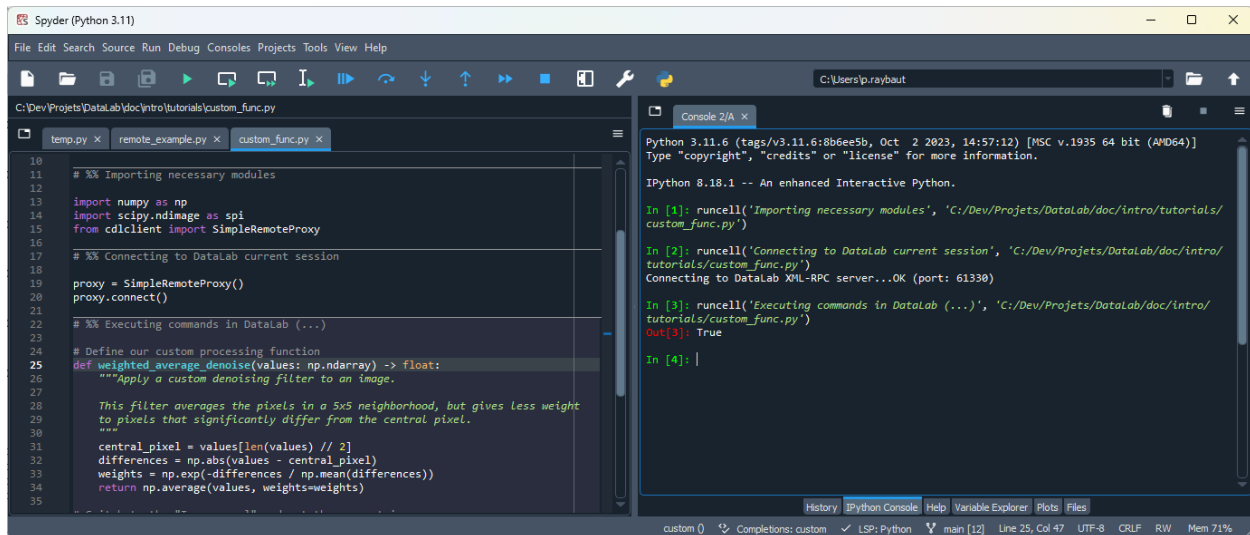 Spyder (Python 3.11)
File Edit Search Source Run Debug Consoles Projects Tools View Help
C:\Users\p.raybaut
C:\Dev\Projets\DataLab\doc\intro\tutorials\custom_func.py
temp.py remote_example.py custom_func.py
10
11 # %% Importing necessary modules
12
13 import numpy as np
14 import scipy.ndimage as spi
15 from cdlclient import SimpleRemoteProxy
16
17 # %% Connecting to DataLab current session
18
19 proxy = SimpleRemoteProxy()
20 proxy.connect()
21
22 # %% Executing commands in DataLab (...)
23
24 # Define our custom processing function
25 def weighted_average_denoise(values: np.ndarray) -> float:
26 """Apply a custom denoising filter to an image.
27
28 This filter averages the pixels in a 5x5 neighborhood, but gives less weight
29 to pixels that significantly differ from the central pixel.
30 """
31 central_pixel = values[len(values) // 2]
32 differences = np.abs(values - central_pixel)
33 weights = np.exp(-differences / np.mean(differences))
34 return np.average(values, weights=weights)
35
Console 2/A
Python 3.11.6 (tags/v3.11.6:8b6ee5b, Oct  2 2023, 14:57:12) [MSC v.1935 64 bit (AMD64)]
Type "copyright", "credits" or "license" for more information.
IPython 8.18.1 -- An enhanced Interactive Python.
In [1]: runcell('Importing necessary modules', 'C:/Dev/Projets/DataLab/doc/intro/tutorials/
custom_func.py')
In [2]: runcell('Connecting to DataLab current session', 'C:/Dev/Projets/DataLab/doc/intro/
tutorials/custom_func.py')
Connecting to DataLab XML-RPC server...OK (port: 61330)
In [3]: runcell('Executing commands in DataLab (...)', 'C:/Dev/Projets/DataLab/doc/intro/
tutorials/custom_func.py')
Out[3]: True
In [4]:
History IPython Console Help Variable Explorer Plots Files
custom () Completions: custom LSP: Python main [12] Line 25, Col 47 UTF-8 CRLF RW Mem 71%